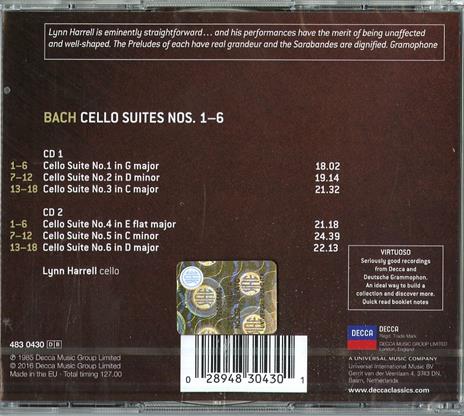 Lynn Harrell is eminently straightforward... and his performances have the merit of being unaffected
and well-shaped. The Preludes of each have real grandeur and the Sarabandes are dignified. Gramophone
BACH CELLO SUITES NOS. 1–6
CD 1
1–6 Cello Suite No.1 in G major 18.02
7–12 Cello Suite No.2 in D minor 19.14
13–18 Cello Suite No.3 in C major 21.32
CD 2
1–6 Cello Suite No.4 in E flat major 21.18
7–12 Cello Suite No.5 in C minor 24.39
13–18 Cello Suite No.6 in D major 22.13
Lynn Harrell cello
VIRTUOSO
Seriously good recordings
from Decca and
Deutsche Grammophon.
An ideal way to build a
collection and discover more.
Quick read booklet notes
483 0430 DB
℗ 1985 Decca Music Group Limited
© 2016 Decca Music Group Limited
Made in the EU · Total timing 127.00
0 28948 30430 1
DECCA
DECCA
Regd. Trade Mark
DECCA MUSIC GROUP LIMITED
London, England
A UNIVERSAL MUSIC COMPANY
Universal International Music BV
Gerrit van der Veenlaan 4, 3743 DN,
Baarn, Netherlands
www.deccaclassics.com